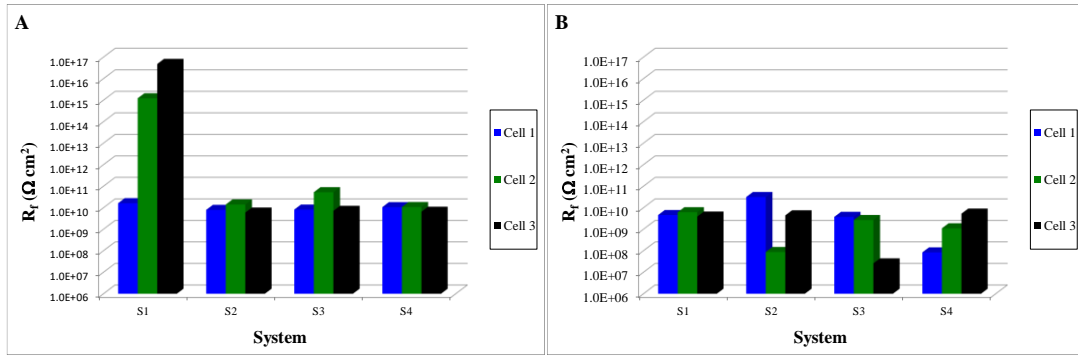 A
R_f (Ω cm²)
1.0E+17
1.0E+16
1.0E+15
1.0E+14
1.0E+13
1.0E+12
1.0E+11
1.0E+10
1.0E+09
1.0E+08
1.0E+07
1.0E+06
S1 S2 S3 S4
System
Cell 1
Cell 2
Cell 3
B
R_f (Ω cm²)
1.0E+17
1.0E+16
1.0E+15
1.0E+14
1.0E+13
1.0E+12
1.0E+11
1.0E+10
1.0E+09
1.0E+08
1.0E+07
1.0E+06
S1 S2 S3 S4
System
Cell 1
Cell 2
Cell 3